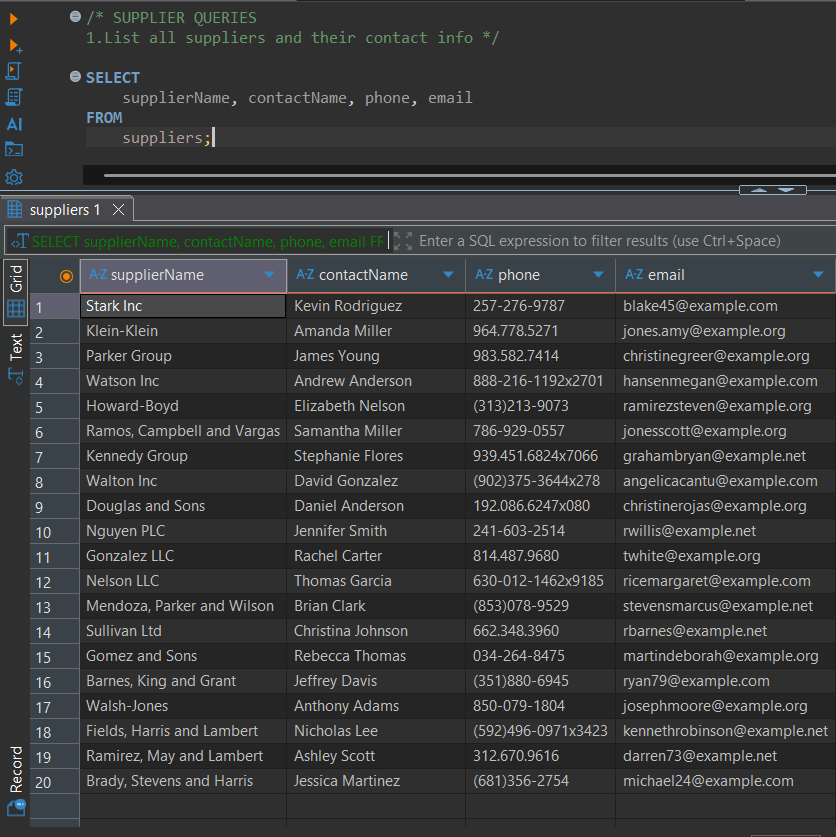 /* SUPPLIER QUERIES
1.List all suppliers and their contact info */
SELECT
supplierName, contactName, phone, email
FROM
suppliers;
AI
suppliers 1
SELECT supplierName, contactName, phone, email FR
Enter a SQL expression to filter results (use Ctrl+Space)
Grid
Text
Record
A-Z supplierName A-Z contactName A-Z phone A-Z email
1 Stark Inc Kevin Rodriguez 257-276-9787 blake45@example.com
2 Klein-Klein Amanda Miller 964.778.5271 jones.amy@example.org
3 Parker Group James Young 983.582.7414 christinegreer@example.org
4 Watson Inc Andrew Anderson 888-216-1192x2701 hansenmegan@example.com
5 Howard-Boyd Elizabeth Nelson (313)213-9073 ramirezsteven@example.org
6 Ramos, Campbell and Vargas Samantha Miller 786-929-0557 jonesscott@example.org
7 Kennedy Group Stephanie Flores 939.451.6824x7066 grahambryan@example.net
8 Walton Inc David Gonzalez (902)375-3644x278 angelicacantu@example.com
9 Douglas and Sons Daniel Anderson 192.086.6247x080 christinerojas@example.org
10 Nguyen PLC Jennifer Smith 241-603-2514 rwillis@example.net
11 Gonzalez LLC Rachel Carter 814.487.9680 twhite@example.org
12 Nelson LLC Thomas Garcia 630-012-1462x9185 ricemargaret@example.com
13 Mendoza, Parker and Wilson Brian Clark (853)078-9529 stevensmarcus@example.net
14 Sullivan Ltd Christina Johnson 662.348.3960 rbarnes@example.net
15 Gomez and Sons Rebecca Thomas 034-264-8475 martindeborah@example.org
16 Barnes, King and Grant Jeffrey Davis (351)880-6945 ryan79@example.com
17 Walsh-Jones Anthony Adams 850-079-1804 josephmoore@example.org
18 Fields, Harris and Lambert Nicholas Lee (592)496-0971x3423 kennethrobinson@example.net
19 Ramirez, May and Lambert Ashley Scott 312.670.9616 darren73@example.net
20 Brady, Stevens and Harris Jessica Martinez (681)356-2754 michael24@example.com